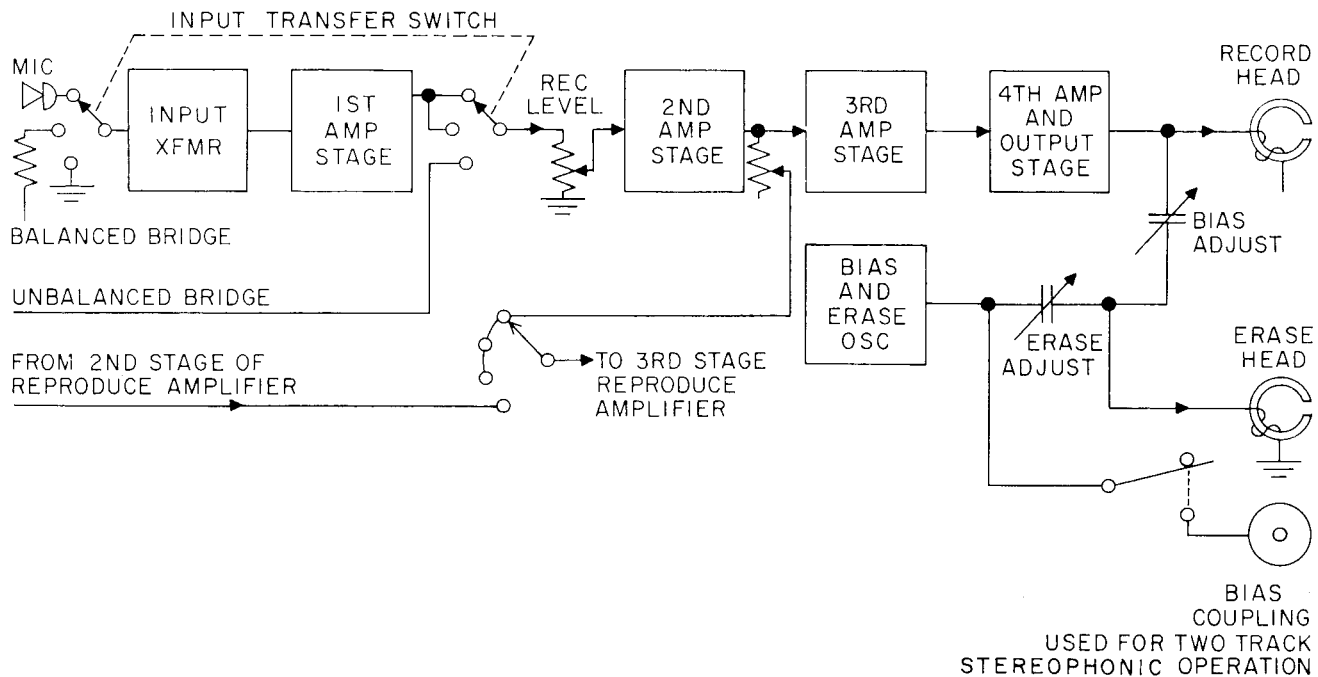 INPUT TRANSFER SWITCH
MIC
INPUT
XFMR
1ST
AMP
STAGE
REC
LEVEL
2ND
AMP
STAGE
3RD
AMP
STAGE
4TH AMP
AND
OUTPUT
STAGE
RECORD
HEAD
BALANCED BRIDGE
BIAS
ADJUST
UNBALANCED BRIDGE
BIAS
AND
ERASE
OSC
ERASE
ADJUST
ERASE
HEAD
FROM 2ND STAGE OF
REPRODUCE AMPLIFIER
TO 3RD STAGE
REPRODUCE
AMPLIFIER
BIAS
COUPLING
USED FOR TWO TRACK
STEREOPHONIC OPERATION